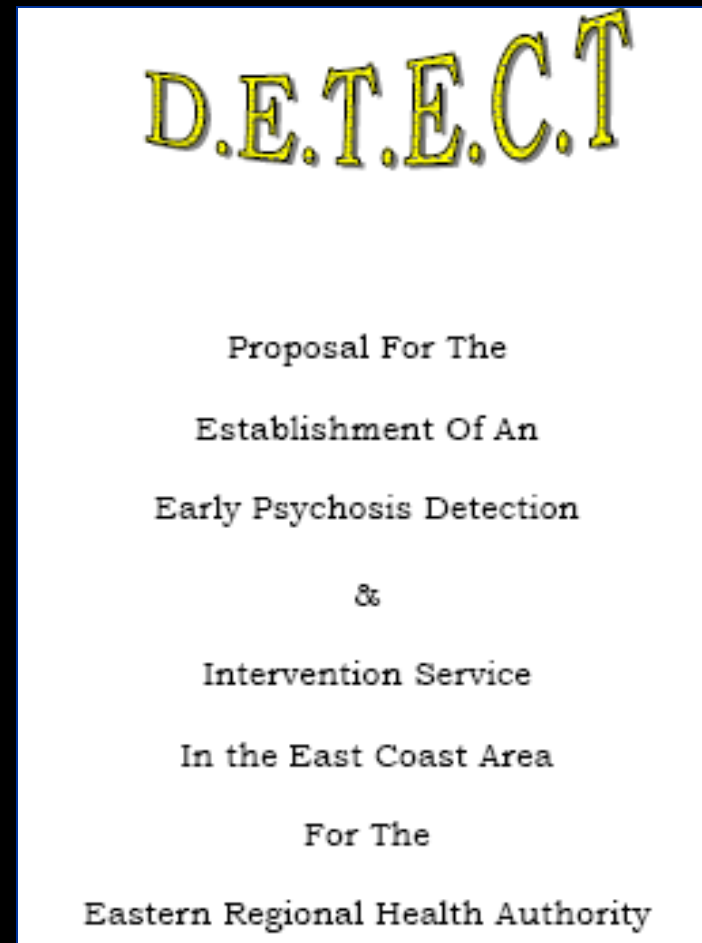 D.E.T.E.C.T
Proposal For The
Establishment Of An
Early Psychosis Detection
&
Intervention Service
In the East Coast Area
For The
Eastern Regional Health Authority